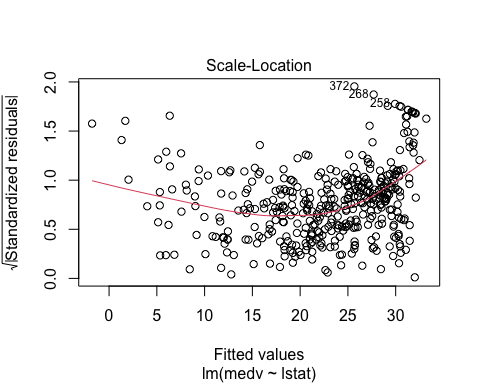 Scale-Location
√|Standardized residuals|
2.0
1.5
1.0
0.5
0.0
372
268
258
0 5 10 15 20 25 30
Fitted values
lm(medv ~ lstat)